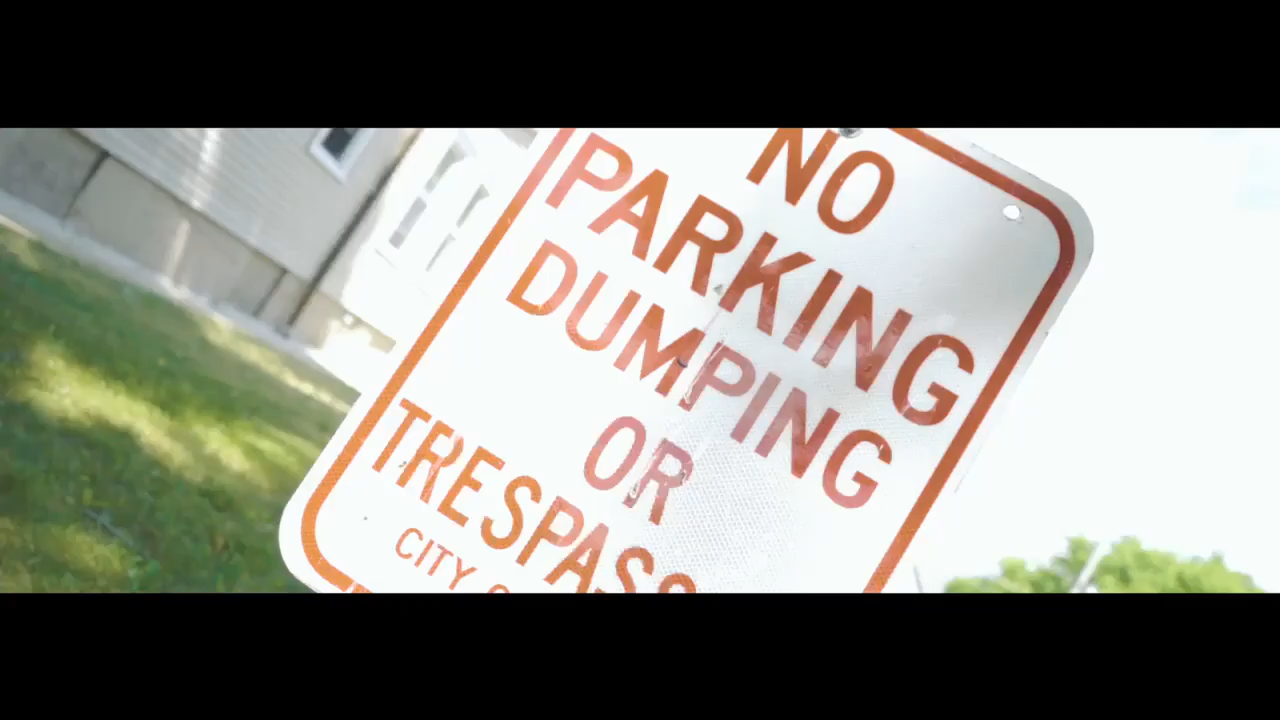 NO
PARKING
DUMPING
OR
TRESPASS
CITY